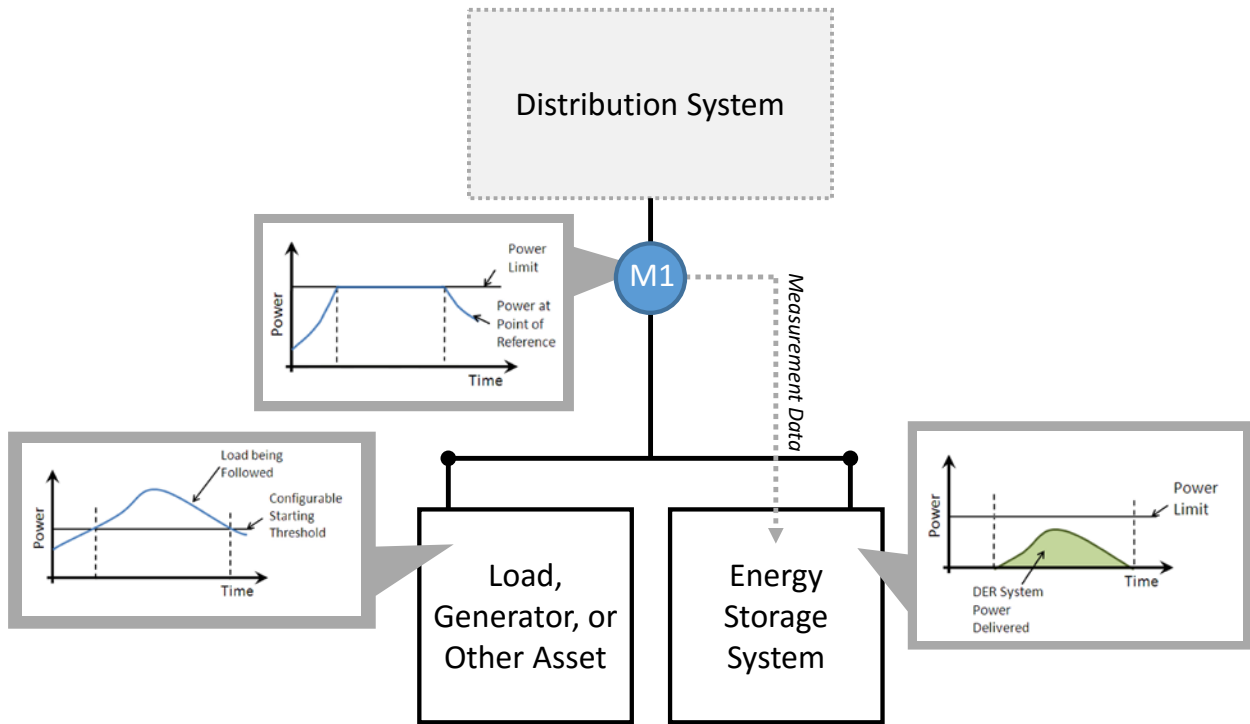 Distribution System
M1
Measurement Data
Power
Limit
Power at
Point of
Reference
Power
Time
Load being
Followed
Configurable
Starting
Threshold
Power
Time
Load,
Generator, or
Other Asset
Energy
Storage
System
Power
Limit
Power
Time
DER System
Power
Delivered